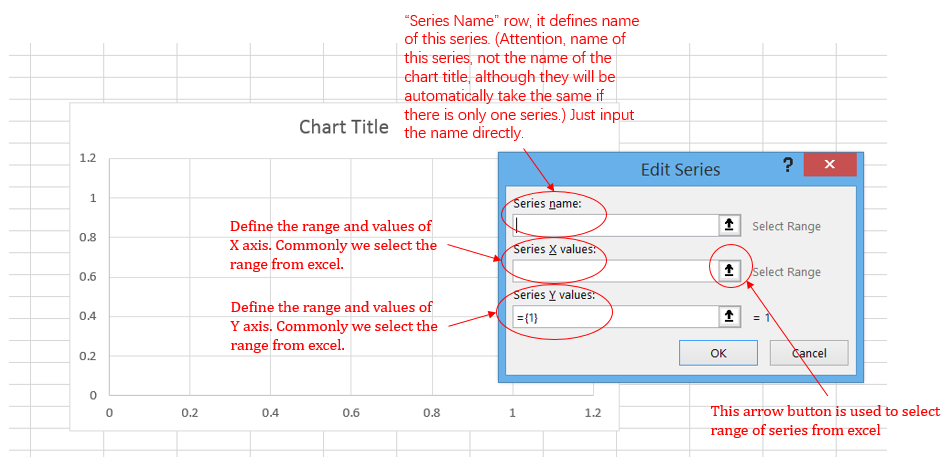 “Series Name” row, it defines name
of this series. (Attention, name of
this series, not the name of the
chart title, although they will be
automatically take the same if
there is only one series.) Just input
the name directly.
Chart Title
1.2
1
0.8
0.6
0.4
0.2
0
0
0.2
0.4
0.6
0.8
1
1.2
Define the range and values of
X axis. Commonly we select the
range from excel.
Define the range and values of
Y axis. Commonly we select the
range from excel.
Edit Series
?
Series name:
Select Range
Series X values:
Select Range
Series Y values:
={1}
= 1
OK
Cancel
This arrow button is used to select
range of series from excel